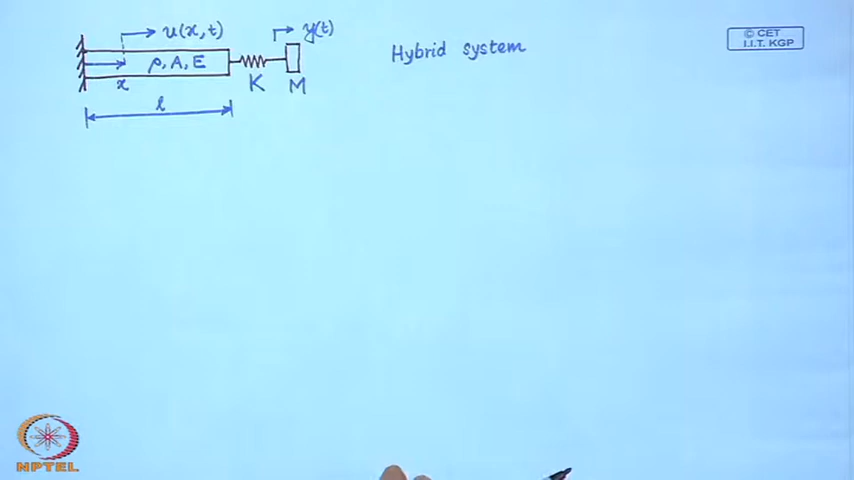 u(x,t)
y(t)
Hybrid system
© CET
I.I.T. KGP
ρ, A, E
x
K
M
l
NPTEL